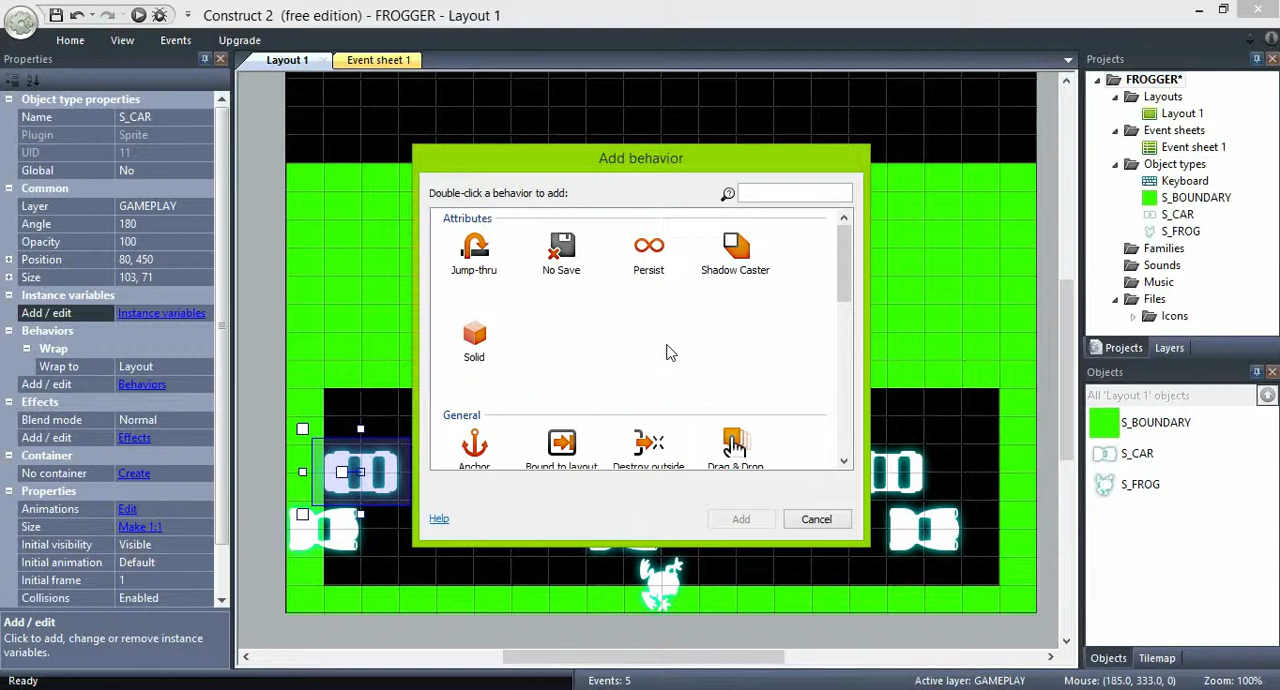 Construct 2 (free edition) - FROGGER - Layout 1
Home View Events Upgrade
Properties
Object type properties
Name S_CAR
Plugin Sprite
UID 11
Global No
Common
Layer GAMEPLAY
Angle 180
Opacity 100
Position 80, 450
Size 103, 71
Instance variables
Add / edit Instance variables
Behaviors
Wrap
Wrap to Layout
Add / edit Behaviors
Effects
Blend mode Normal
Add / edit Effects
Container
No container Create
Properties
Animations Edit
Size Make 1:1
Initial visibility Visible
Initial animation Default
Initial frame 1
Collisions Enabled
Add / edit
Click to add, change or remove instance
variables.
Layout 1 Event sheet 1
Add behavior
Double-click a behavior to add:
Attributes
Jump-thru No Save Persist Shadow Caster
Solid
General
Anchor Bound to layout Destroy outside Drag & Drop
Help Add Cancel
Projects
FROGGER*
Layouts
Layout 1
Event sheets
Event sheet 1
Object types
Keyboard
S_BOUNDARY
S_CAR
S_FROG
Families
Sounds
Music
Files
Icons
Projects Layers
Objects
All 'Layout 1' objects
S_BOUNDARY
S_CAR
S_FROG
Objects Tilemap
Ready Events: 5 Active layer: GAMEPLAY Mouse: (185.0, 333.0, 0) Zoom: 100%